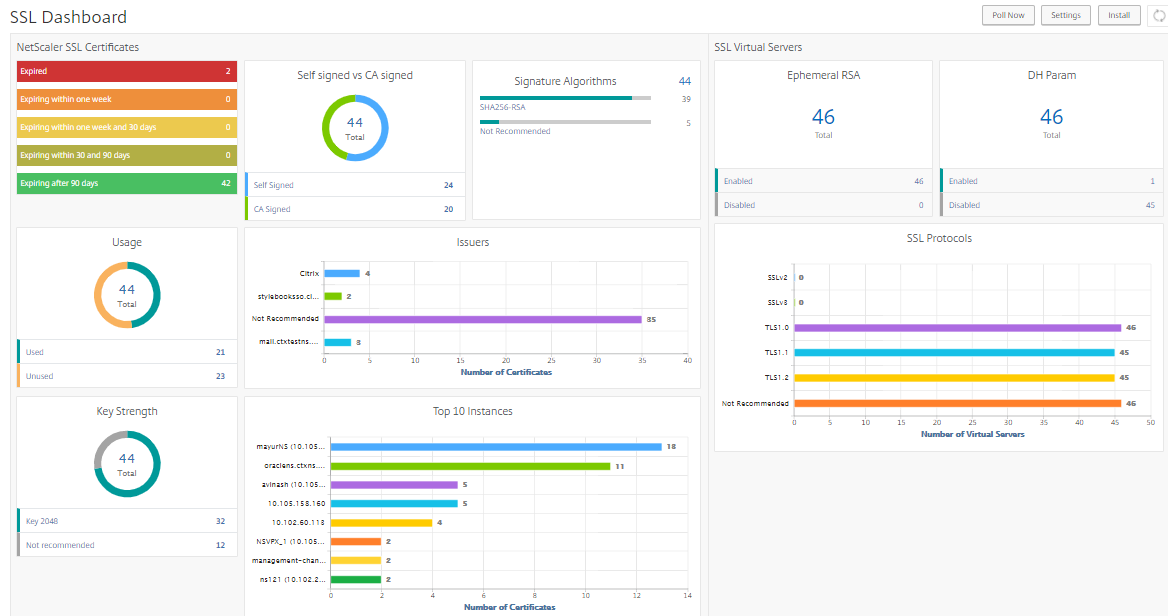 SSL Dashboard
Poll Now
Settings
Install
NetScaler SSL Certificates
Expired 2
Expiring within one week 0
Expiring within one week and 30 days 0
Expiring within 30 and 90 days 0
Expiring after 90 days 42
Self signed vs CA signed
44
Total
Self Signed 24
CA Signed 20
Signature Algorithms 44
39
SHA256-RSA
5
Not Recommended
Usage
44
Total
Used 21
Unused 23
Issuers
Citrix 4
stylebooksso.ci... 2
Not Recommended 35
mail.ctxtestns.... 3
0 5 10 15 20 25 30 35 40
Number of Certificates
Key Strength
44
Total
Key 2048 32
Not recommended 12
Top 10 Instances
mayurNS (10.105... 13
oraclens.ctxns.... 11
avinash (10.105... 5
10.105.158.160 5
10.102.60.118 4
NSVPX_1 (10.105... 2
management-chan... 2
ns121 (10.102.2... 2
0 2 4 6 8 10 12 14
Number of Certificates
SSL Virtual Servers
Ephemeral RSA
46
Total
Enabled 46
Disabled 0
DH Param
46
Total
Enabled 1
Disabled 45
SSL Protocols
SSLv2 0
SSLv3 0
TLS1.0 46
TLS1.1 45
TLS1.2 45
Not Recommended 46
0 5 10 15 20 25 30 35 40 45 50
Number of Virtual Servers